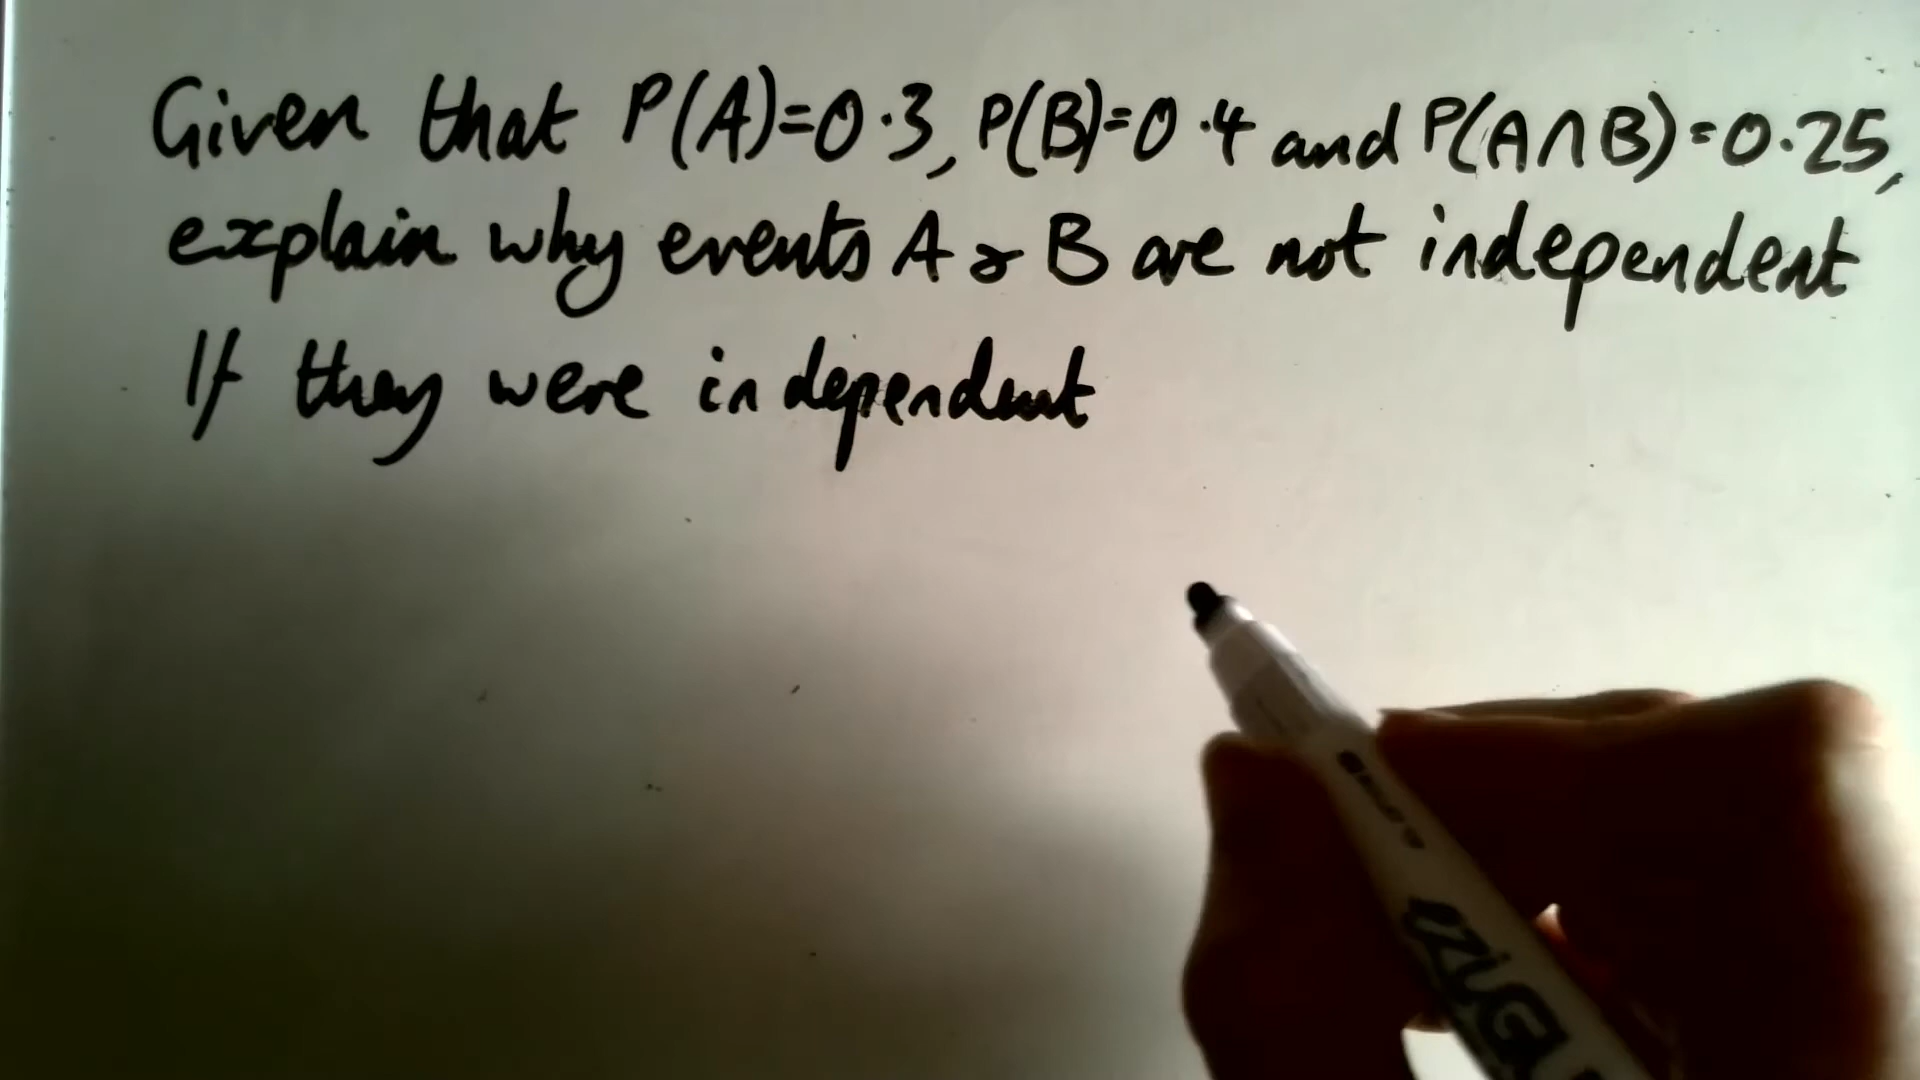 Given that P(A)=0.3, P(B)=0.4 and P(A∩B)=0.25,
explain why events A & B are not independent
If they were independent